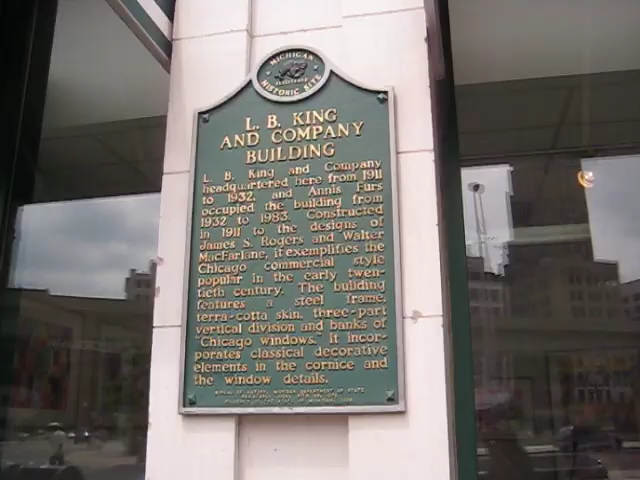 MICHIGAN
HISTORIC SITE
L. B. KING
AND COMPANY
BUILDING
L. B. King and Company
headquartered here from 1911
to 1932, and Annis Furs
occupied the building from
1932 to 1983. Constructed
in 1911 to the designs of
James S. Rogers and Walter
MacFarlane, it exemplifies the
Chicago commercial style
popular in the early twen-
tieth century. The building
features a steel frame,
terra-cotta skin, three-part
vertical division and banks of
"Chicago windows." It incor-
porates classical decorative
elements in the cornice and
the window details.